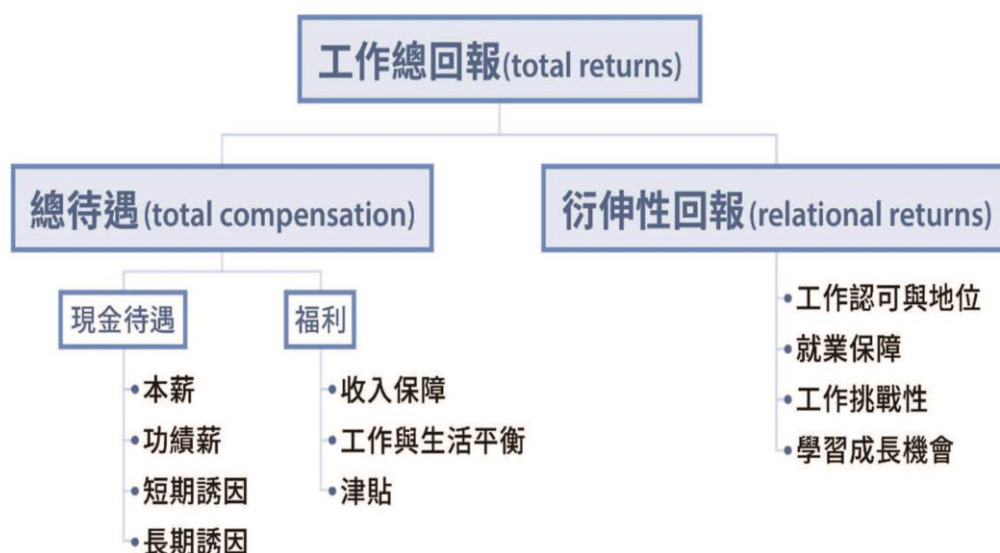 工作總回報(total returns)
總待遇(total compensation)
現金待遇
本薪
功績薪
短期誘因
長期誘因
福利
收入保障
工作與生活平衡
津貼
衍伸性回報(relational returns)
工作認可與地位
就業保障
工作挑戰性
學習成長機會